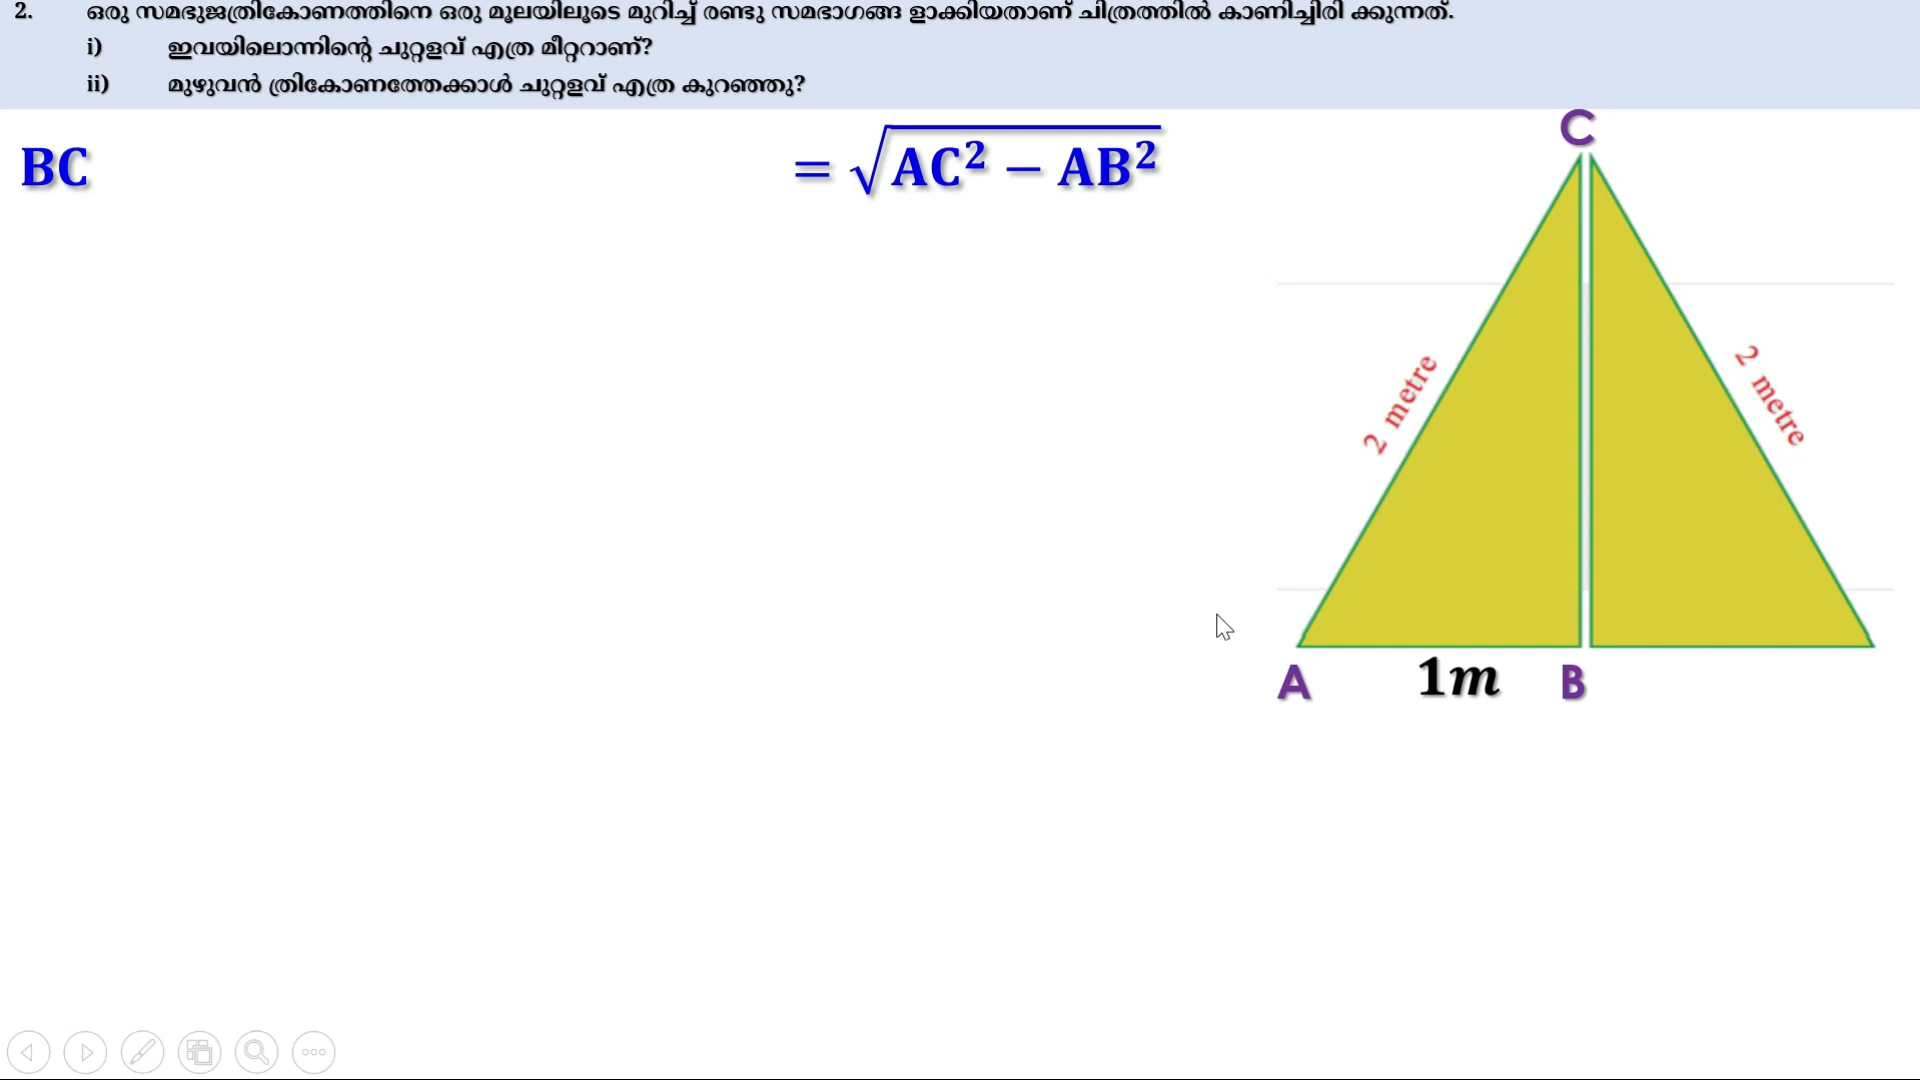 2. ഒരു സമഭുജത്രികോണത്തിനെ ഒരു മൂലയിലൂടെ മുറിച്ച് രണ്ടു സമഭാഗങ്ങ ളാക്കിയതാണ് ചിത്രത്തിൽ കാണിച്ചിരി ക്കുന്നത്.
i) ഇവയിലൊന്നിന്റെ ചുറ്റളവ് എത്ര മീറ്ററാണ്?
ii) മുഴുവൻ ത്രികോണത്തേക്കാൾ ചുറ്റളവ് എത്ര കുറഞ്ഞു?
C
BC = √AC² − AB²
2 metre
2 metre
A 1m B